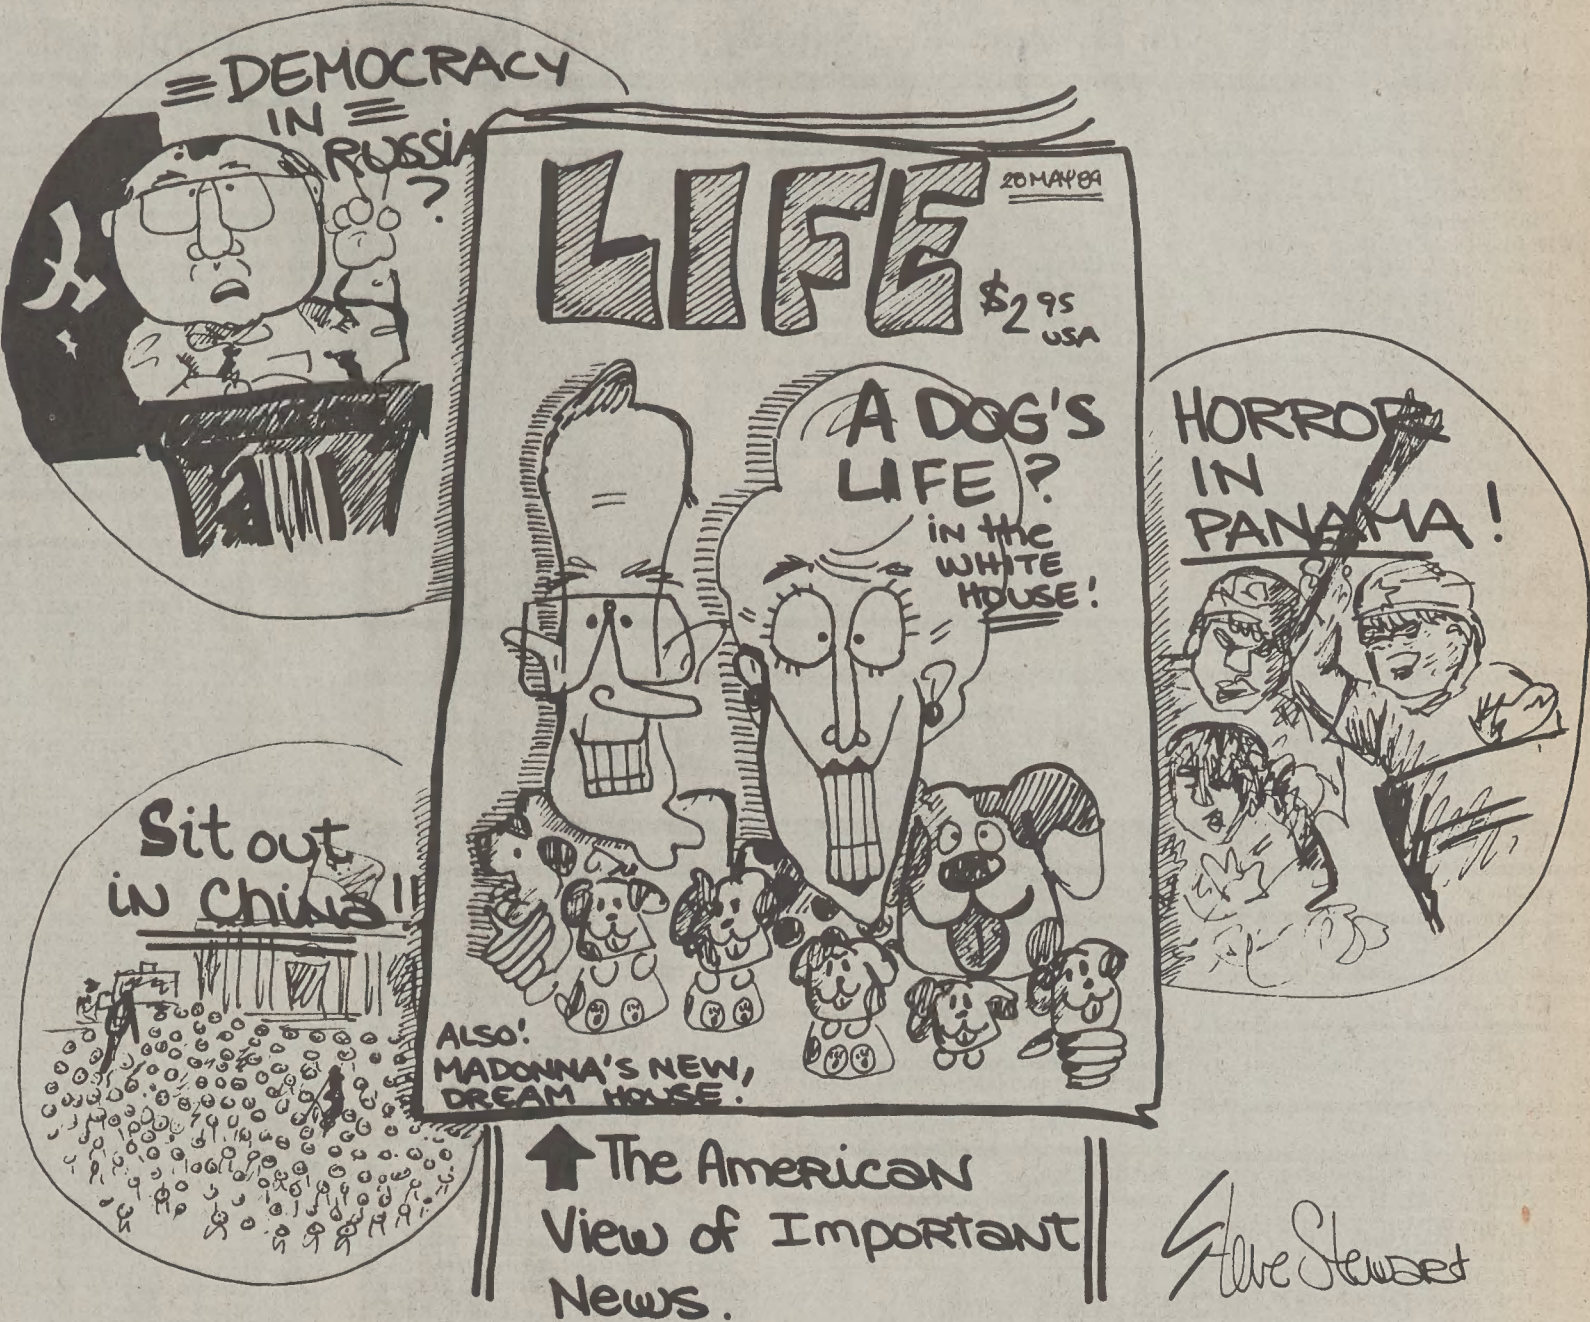 DEMOCRACY
IN
RUSSIA
?
LIFE
20 MAY 89
$2 95
USA
A DOG'S
LIFE?
in the
WHITE
HOUSE!
HORROR
IN
PANAMA!
Sit out
in China!!
ALSO!
MADONNA'S NEW,
DREAM HOUSE.
The American
View of Important
News.
Steve Stewart